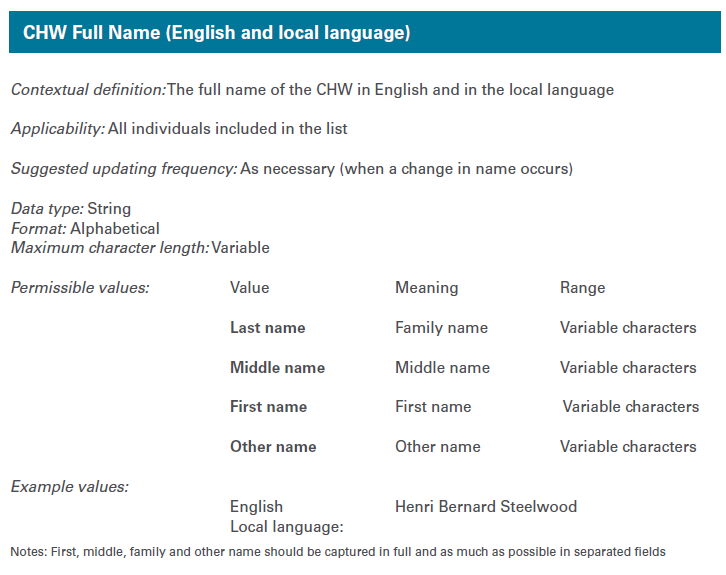 CHW Full Name (English and local language)
Contextual definition:The full name of the CHW in English and in the local language
Applicability: All individuals included in the list
Suggested updating frequency: As necessary (when a change in name occurs)
Data type: String
Format: Alphabetical
Maximum character length: Variable
Permissible values: Value Meaning Range
Last name Family name Variable characters
Middle name Middle name Variable characters
First name First name Variable characters
Other name Other name Variable characters
Example values:
English Henri Bernard Steelwood
Local language:
Notes: First, middle, family and other name should be captured in full and as much as possible in separated fields